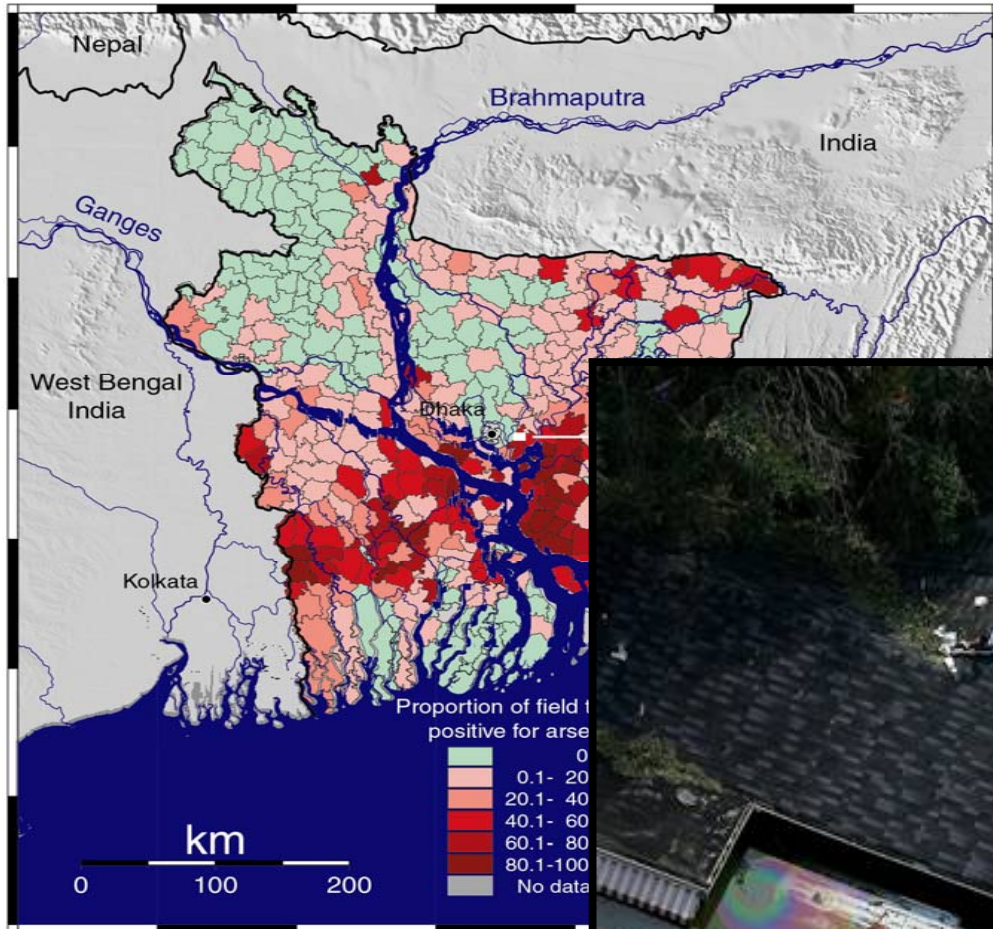 Nepal
Brahmaputra
India
Ganges
West Bengal
India
Dhaka
Kolkata
Proportion of field
positive for
0
0.1- 20
20.1- 40
40.1- 60
60.1- 80
80.1-100
No data
km
0 100 200